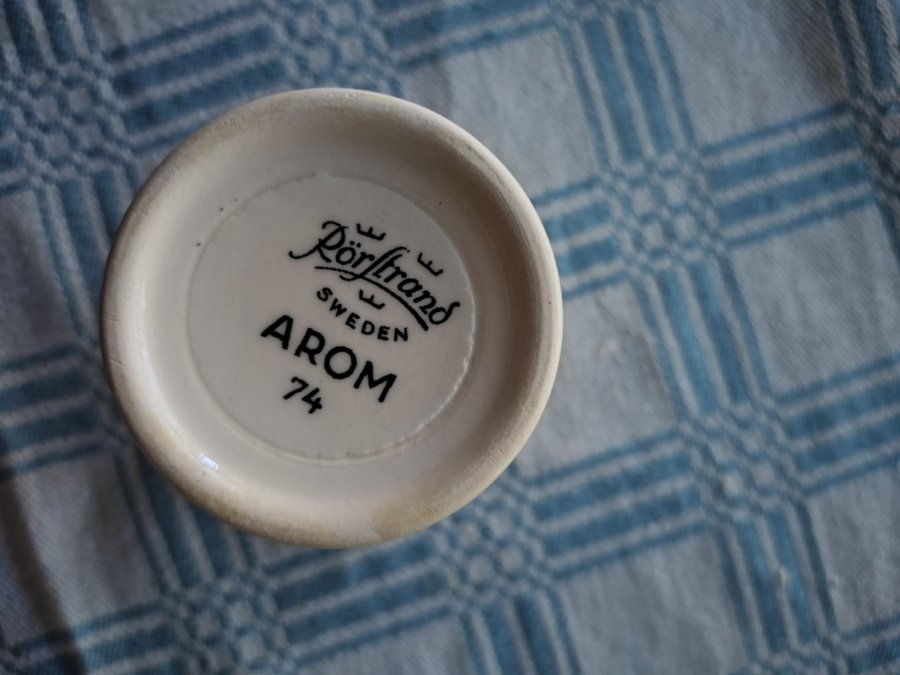 Rörstrand
SWEDEN
AROM
74